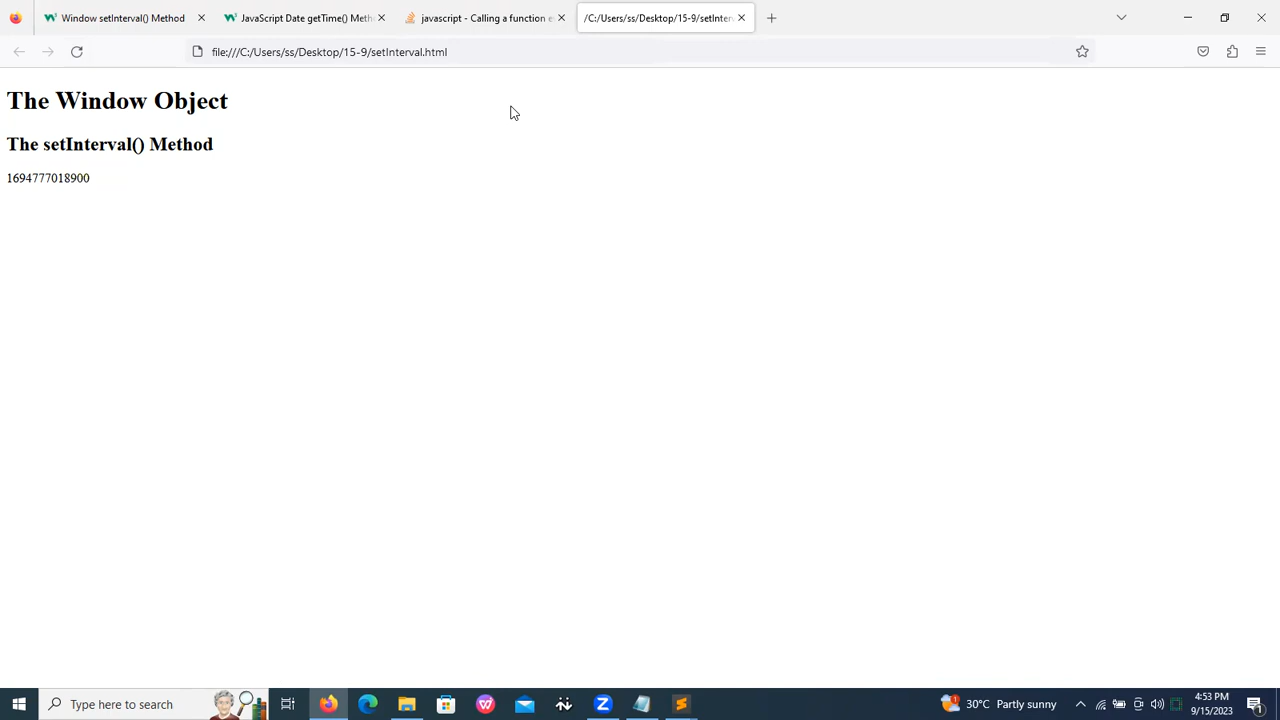 Window setInterval() Method
JavaScript Date getTime() Meth
javascript - Calling a function e
/C:/Users/ss/Desktop/15-9/setInter
file:///C:/Users/ss/Desktop/15-9/setInterval.html
The Window Object
The setInterval() Method
1694777018900
Type here to search
30°C Partly sunny
4:53 PM
9/15/2023
1